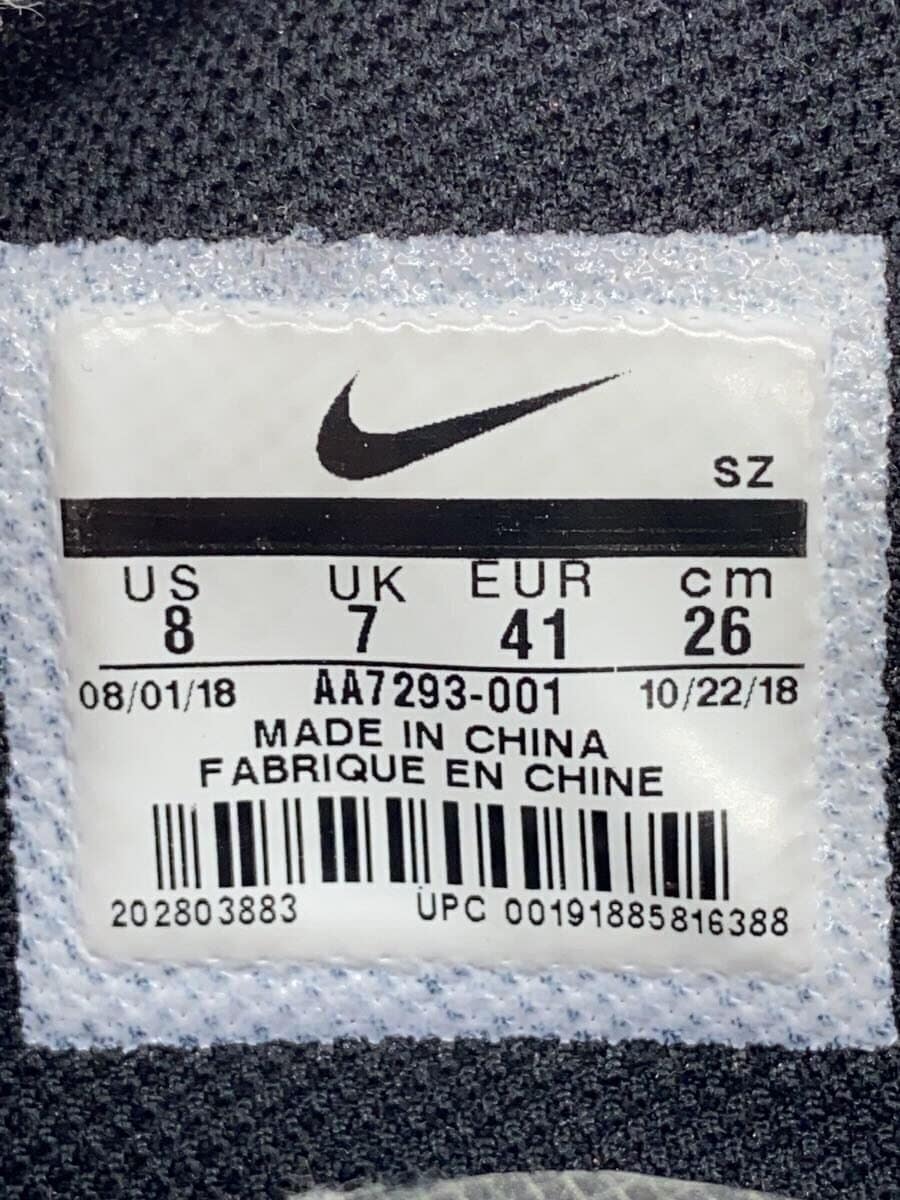 SZ
US UK EUR cm
8 7 41 26
08/01/18 AA7293-001 10/22/18
MADE IN CHINA
FABRIQUE EN CHINE
202803883 UPC 00191885816388